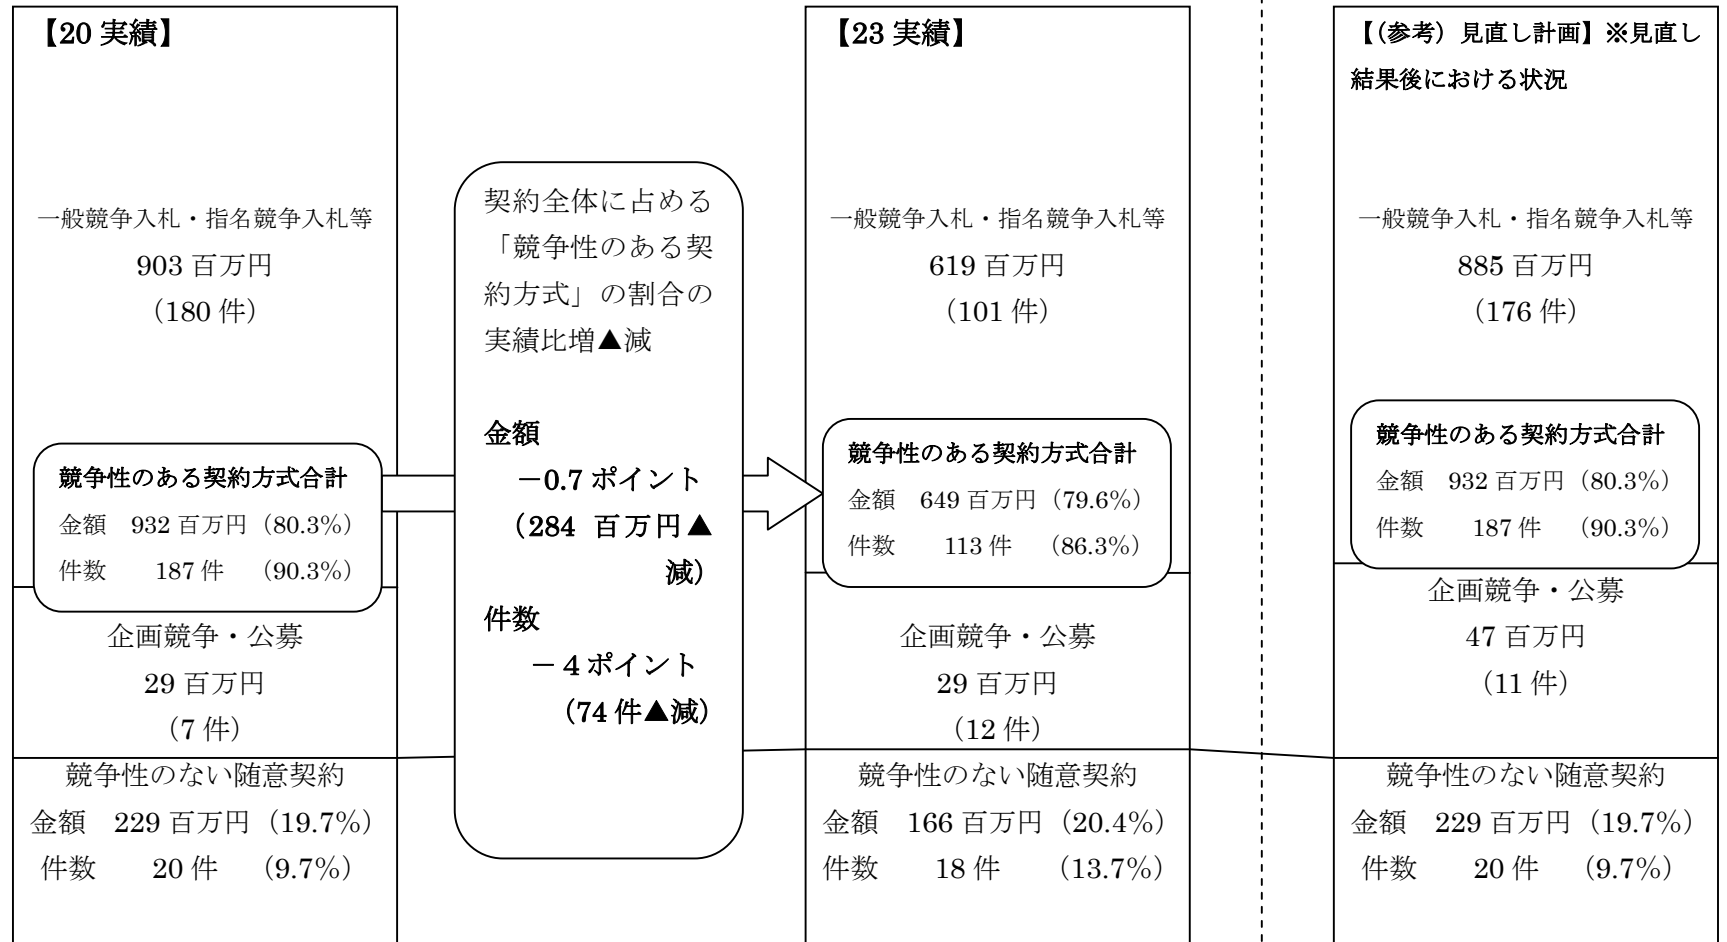 【20 実績】
一般競争入札・指名競争入札等
903 百万円
（180 件）
競争性のある契約方式合計
金額　932 百万円（80.3%）
件数　187 件　（90.3%）
企画競争・公募
29 百万円
（7 件）
競争性のない随意契約
金額　229 百万円（19.7%）
件数　20 件　（9.7%）
契約全体に占める
「競争性のある契
約方式」の割合の
実績比増▲減
金額
－0.7 ポイント
（284 百万円▲
減）
件数
－４ポイント
（74 件▲減）
【23 実績】
一般競争入札・指名競争入札等
619 百万円
（101 件）
競争性のある契約方式合計
金額　649 百万円（79.6%）
件数　113 件　（86.3%）
企画競争・公募
29 百万円
（12 件）
競争性のない随意契約
金額　166 百万円（20.4%）
件数　18 件　（13.7%）
【（参考）見直し計画】※見直し
結果後における状況
一般競争入札・指名競争入札等
885 百万円
（176 件）
競争性のある契約方式合計
金額　932 百万円（80.3%）
件数　187 件　（90.3%）
企画競争・公募
47 百万円
（11 件）
競争性のない随意契約
金額　229 百万円（19.7%）
件数　20 件　（9.7%）